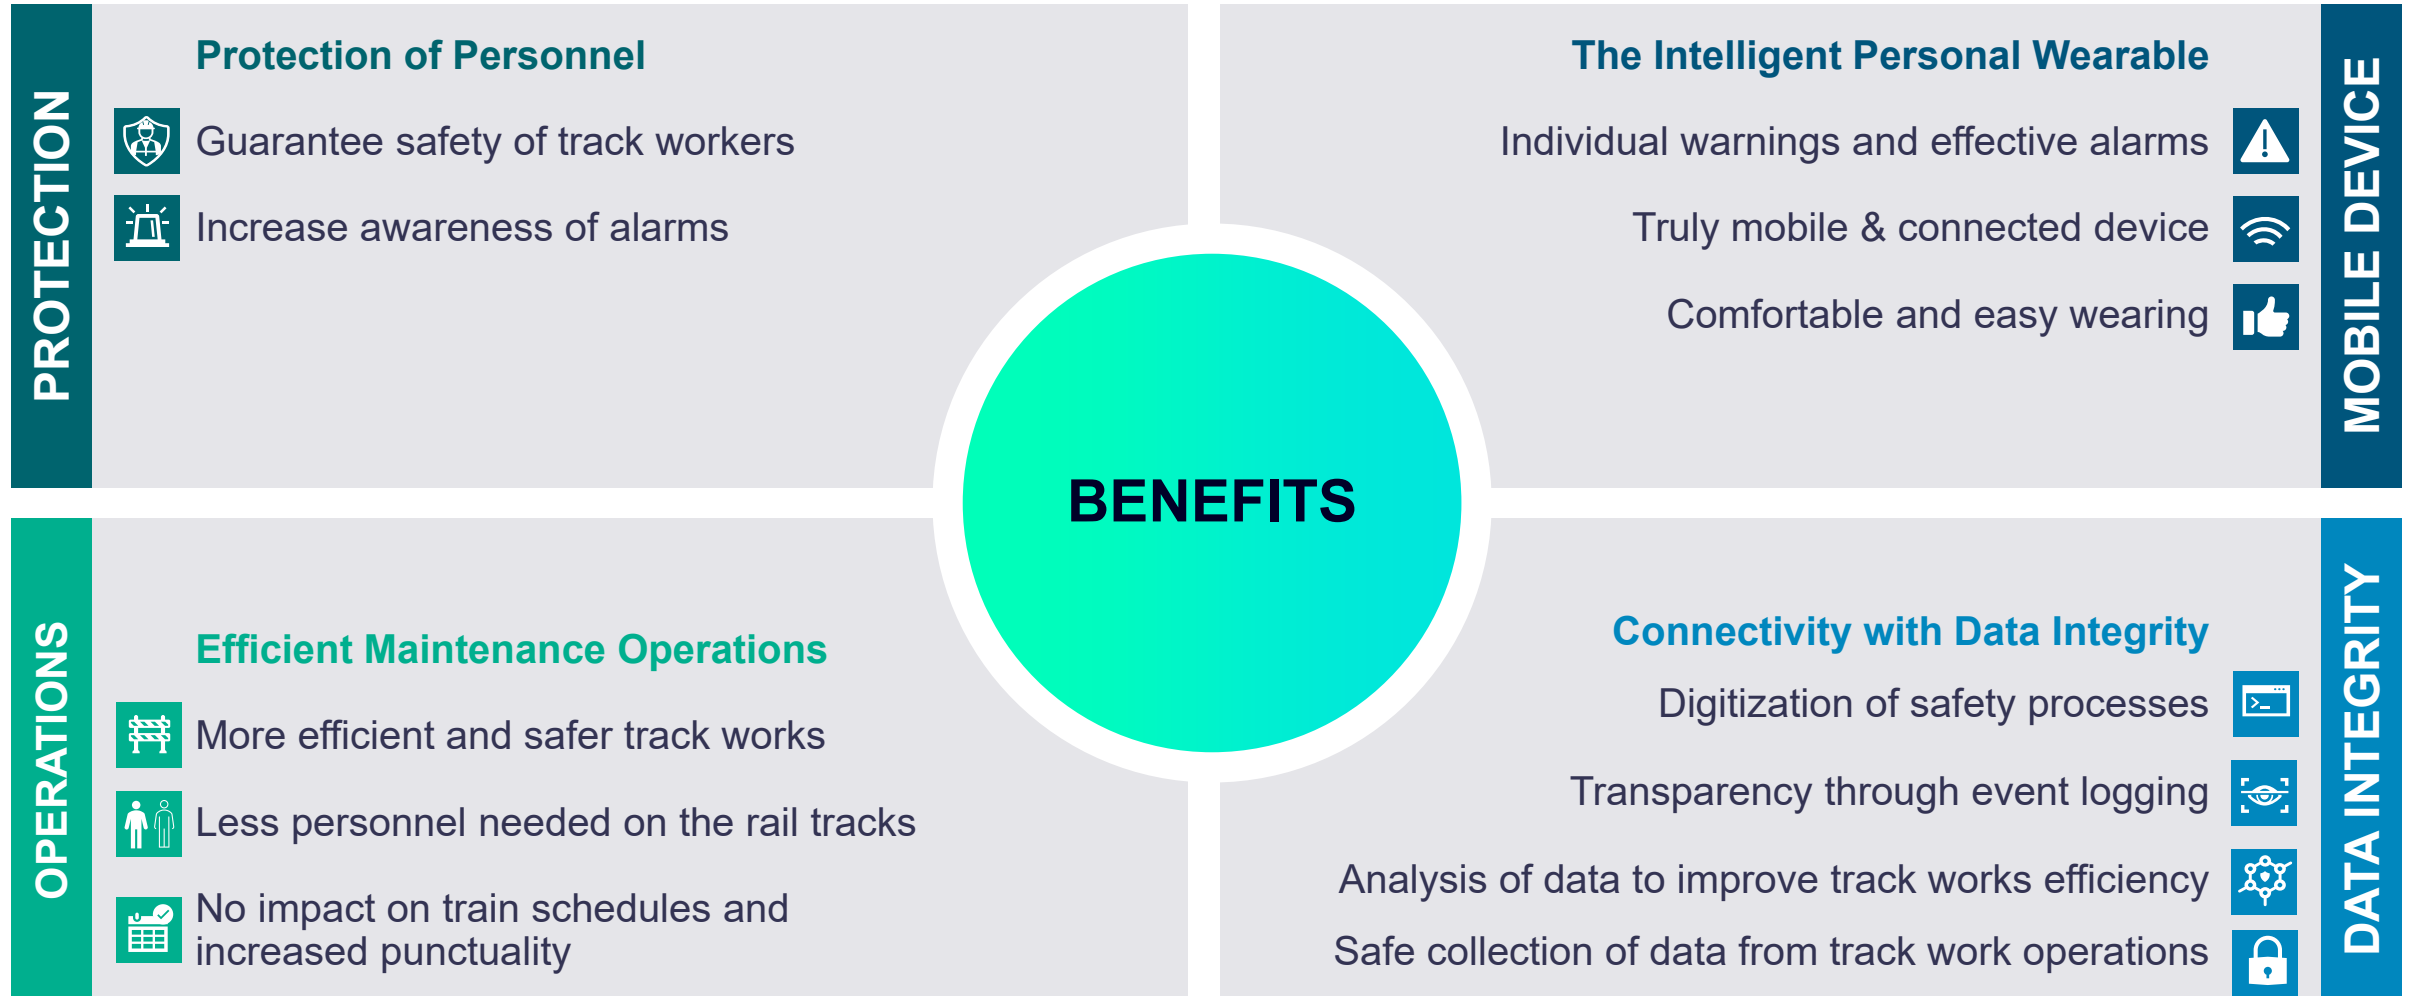 PROTECTION
Protection of Personnel
Guarantee safety of track workers
Increase awareness of alarms
The Intelligent Personal Wearable
Individual warnings and effective alarms
Truly mobile & connected device
Comfortable and easy wearing
MOBILE DEVICE
BENEFITS
OPERATIONS
Efficient Maintenance Operations
More efficient and safer track works
Less personnel needed on the rail tracks
No impact on train schedules and
increased punctuality
Connectivity with Data Integrity
Digitization of safety processes
Transparency through event logging
Analysis of data to improve track works efficiency
Safe collection of data from track work operations
DATA INTEGRITY